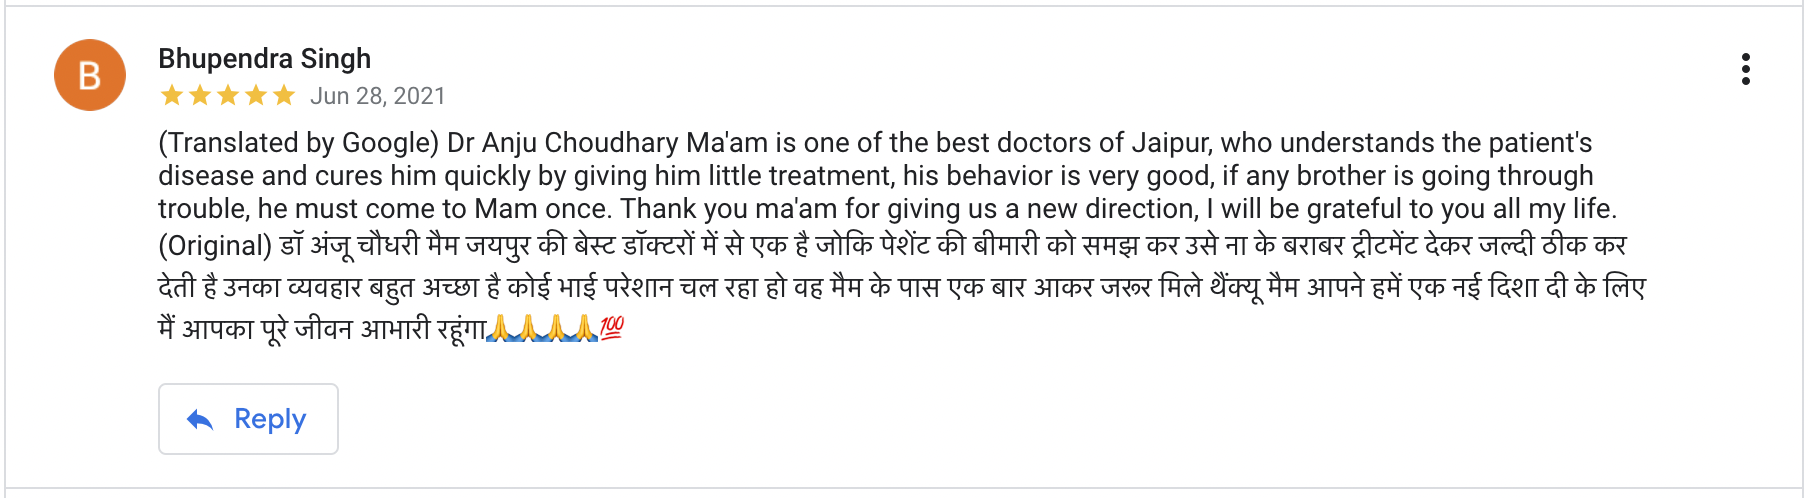 B
Bhupendra Singh
Jun 28, 2021
(Translated by Google) Dr Anju Choudhary Ma'am is one of the best doctors of Jaipur, who understands the patient's
disease and cures him quickly by giving him little treatment, his behavior is very good, if any brother is going through
trouble, he must come to Mam once. Thank you ma'am for giving us a new direction, I will be grateful to you all my life.
(Original) डॉ अंजू चौधरी मैम जयपुर की बेस्ट डॉक्टरों में से एक है जोकि पेशेंट की बीमारी को समझ कर उसे ना के बराबर ट्रीटमेंट देकर जल्दी ठीक कर
देती है उनका व्यवहार बहुत अच्छा है कोई भाई परेशान चल रहा हो वह मैम के पास एक बार आकर जरूर मिले थैंक्यू मैम आपने हमें एक नई दिशा दी के लिए
मैं आपका पूरे जीवन आभारी रहूंगा🙏🙏🙏🙏💯
Reply